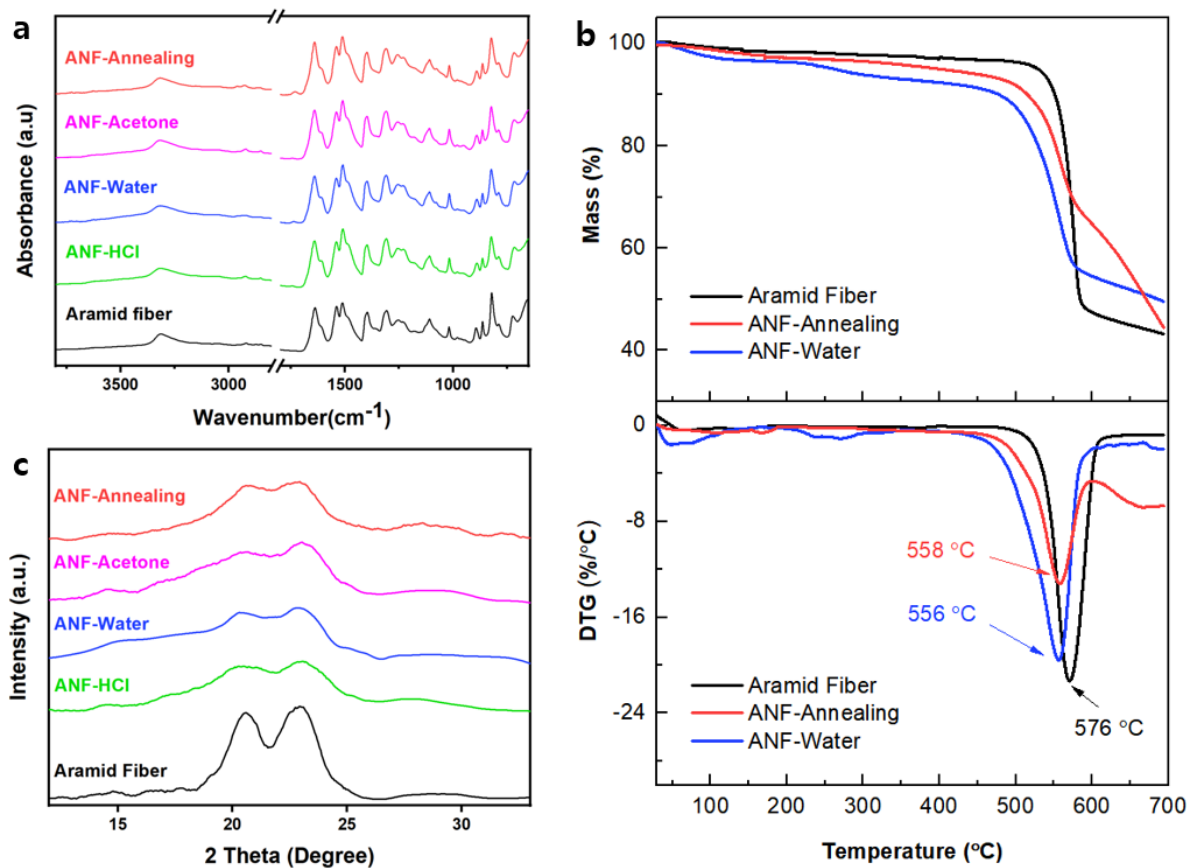 a
ANF-Annealing
ANF-Acetone
ANF-Water
ANF-HCl
Aramid fiber
Absorbance (a.u)
3500 3000 1500 1000
Wavenumber(cm⁻¹)
b
100
80
60
40
Mass (%)
Aramid Fiber
ANF-Annealing
ANF-Water
0
-8
-16
-24
DTG (%/°C)
558 °C
556 °C
576 °C
Aramid Fiber
ANF-Annealing
ANF-Water
100 200 300 400 500 600 700
Temperature (°C)
c
ANF-Annealing
ANF-Acetone
ANF-Water
ANF-HCl
Aramid Fiber
Intensity (a.u.)
15 20 25 30
2 Theta (Degree)